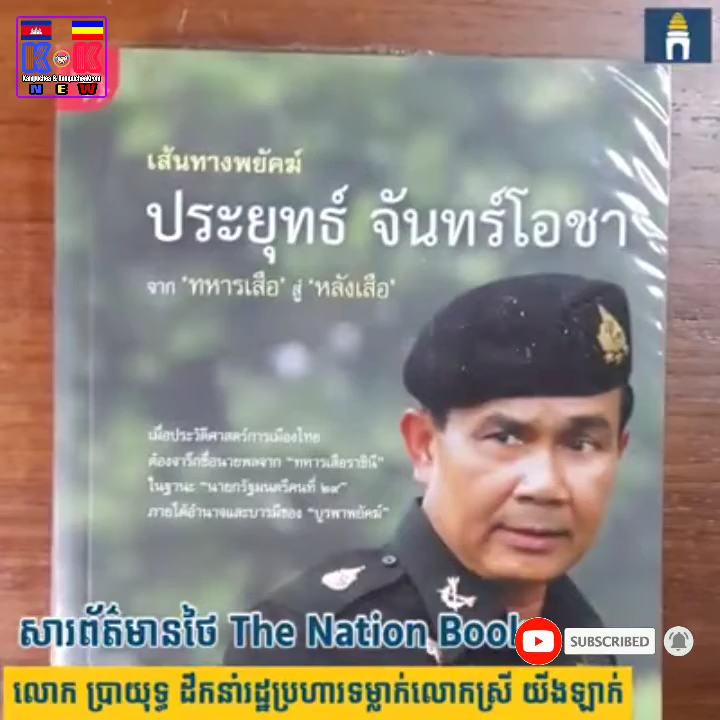 K K
Kampuchea & KampucheaKrom
NEW
เส้นทางพยัคฆ์
ประยุทธ์ จันทร์โอชา
จาก 'ทหารเสือ' สู่ 'หลังเสือ'
เมื่อประวัติศาสตร์การเมืองไทย
ต้องจารึกชื่อนายพลจาก "ทหารเสือราชินี"
ในฐานะ "นายกรัฐมนตรีคนที่ ๒๙"
ภายใต้อำนาจและบารมีของ "บูรพาพยัคฆ์"
សារព័ត៌មានថៃ The Nation Book
SUBSCRIBED
លោក ប្រាយុទ្ធ ដឹកនាំរដ្ឋប្រហារទម្លាក់លោកស្រី យីងឡាក់